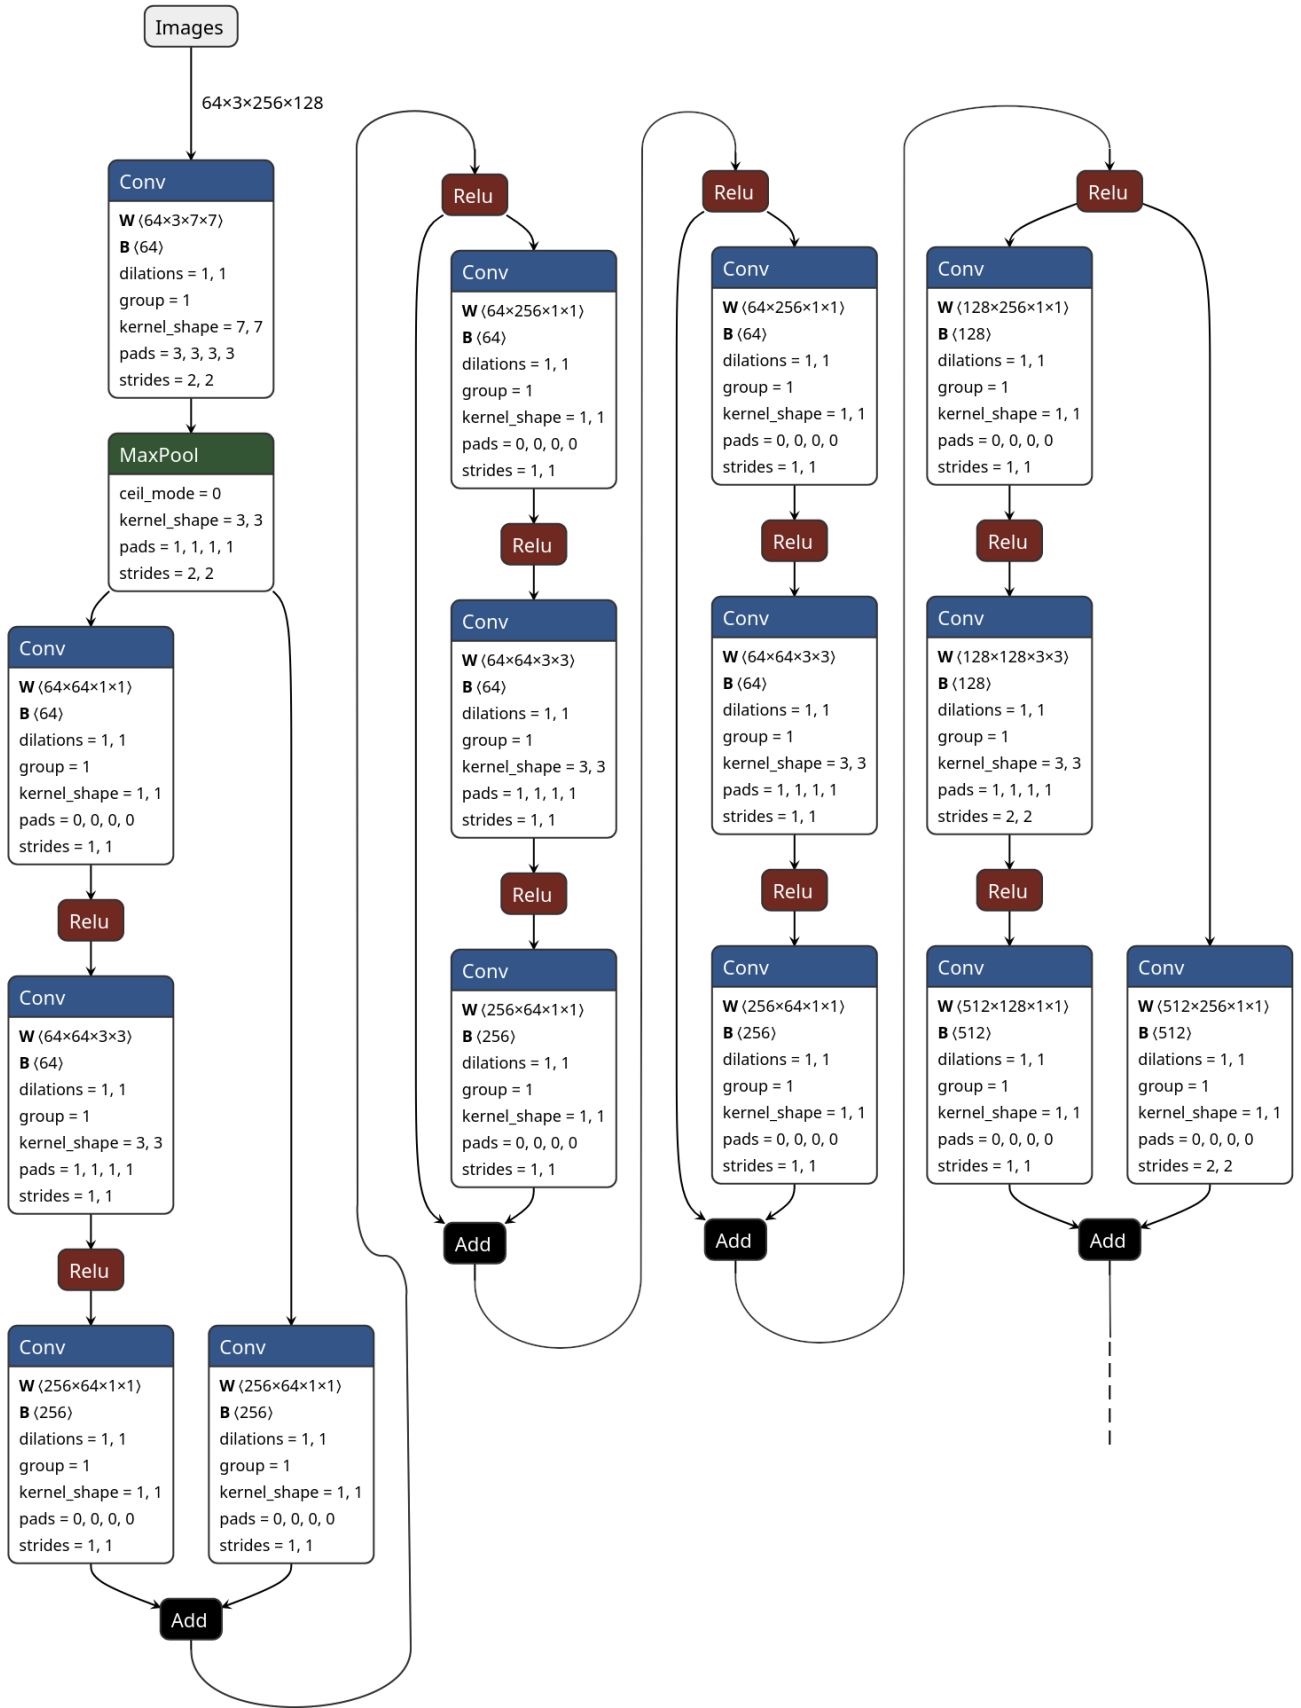 Images
64×3×256×128
Conv
W ⟨64×3×7×7⟩
B ⟨64⟩
dilations = 1, 1
group = 1
kernel_shape = 7, 7
pads = 3, 3, 3, 3
strides = 2, 2
MaxPool
ceil_mode = 0
kernel_shape = 3, 3
pads = 1, 1, 1, 1
strides = 2, 2
Conv
W ⟨64×64×1×1⟩
B ⟨64⟩
dilations = 1, 1
group = 1
kernel_shape = 1, 1
pads = 0, 0, 0, 0
strides = 1, 1
Relu
Conv
W ⟨64×64×3×3⟩
B ⟨64⟩
dilations = 1, 1
group = 1
kernel_shape = 3, 3
pads = 1, 1, 1, 1
strides = 1, 1
Relu
Conv
W ⟨256×64×1×1⟩
B ⟨256⟩
dilations = 1, 1
group = 1
kernel_shape = 1, 1
pads = 0, 0, 0, 0
strides = 1, 1
Conv
W ⟨256×64×1×1⟩
B ⟨256⟩
dilations = 1, 1
group = 1
kernel_shape = 1, 1
pads = 0, 0, 0, 0
strides = 1, 1
Add
Relu
Conv
W ⟨64×256×1×1⟩
B ⟨64⟩
dilations = 1, 1
group = 1
kernel_shape = 1, 1
pads = 0, 0, 0, 0
strides = 1, 1
Relu
Conv
W ⟨64×64×3×3⟩
B ⟨64⟩
dilations = 1, 1
group = 1
kernel_shape = 3, 3
pads = 1, 1, 1, 1
strides = 1, 1
Relu
Conv
W ⟨256×64×1×1⟩
B ⟨256⟩
dilations = 1, 1
group = 1
kernel_shape = 1, 1
pads = 0, 0, 0, 0
strides = 1, 1
Add
Relu
Conv
W ⟨64×256×1×1⟩
B ⟨64⟩
dilations = 1, 1
group = 1
kernel_shape = 1, 1
pads = 0, 0, 0, 0
strides = 1, 1
Relu
Conv
W ⟨64×64×3×3⟩
B ⟨64⟩
dilations = 1, 1
group = 1
kernel_shape = 3, 3
pads = 1, 1, 1, 1
strides = 1, 1
Relu
Conv
W ⟨256×64×1×1⟩
B ⟨256⟩
dilations = 1, 1
group = 1
kernel_shape = 1, 1
pads = 0, 0, 0, 0
strides = 1, 1
Add
Relu
Conv
W ⟨128×256×1×1⟩
B ⟨128⟩
dilations = 1, 1
group = 1
kernel_shape = 1, 1
pads = 0, 0, 0, 0
strides = 1, 1
Relu
Conv
W ⟨128×128×3×3⟩
B ⟨128⟩
dilations = 1, 1
group = 1
kernel_shape = 3, 3
pads = 1, 1, 1, 1
strides = 2, 2
Relu
Conv
W ⟨512×128×1×1⟩
B ⟨512⟩
dilations = 1, 1
group = 1
kernel_shape = 1, 1
pads = 0, 0, 0, 0
strides = 1, 1
Conv
W ⟨512×256×1×1⟩
B ⟨512⟩
dilations = 1, 1
group = 1
kernel_shape = 1, 1
pads = 0, 0, 0, 0
strides = 2, 2
Add